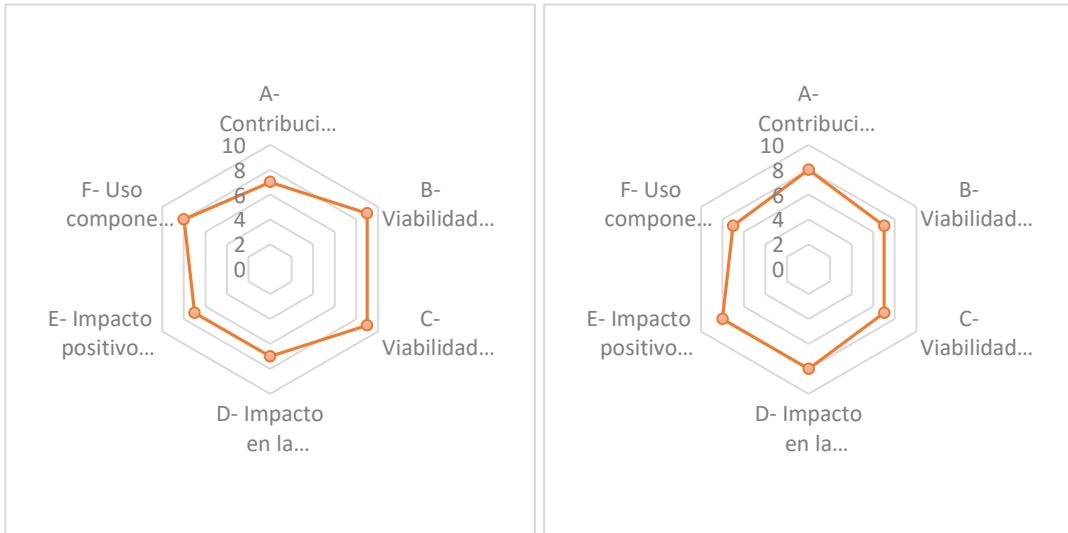 A-
Contribuci...
10
8
6
4
2
0
B-
Viabilidad...
C-
Viabilidad...
D- Impacto
en la...
E- Impacto
positivo...
F- Uso
compone...
A-
Contribuci...
10
8
6
4
2
0
B-
Viabilidad...
C-
Viabilidad...
D- Impacto
en la...
E- Impacto
positivo...
F- Uso
compone...